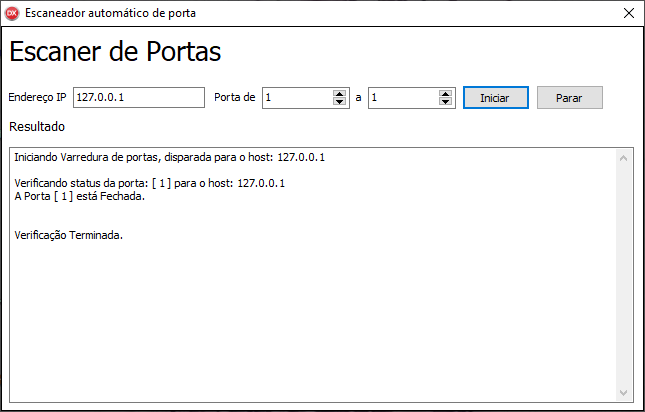 DX Escaneador automático de porta
Escaner de Portas
Endereço IP 127.0.0.1 Porta de 1 a 1 Iniciar Parar
Resultado
Iniciando Varredura de portas, disparada para o host: 127.0.0.1
Verificando status da porta: [ 1 ] para o host: 127.0.0.1
A Porta [ 1 ] está Fechada.
Verificação Terminada.